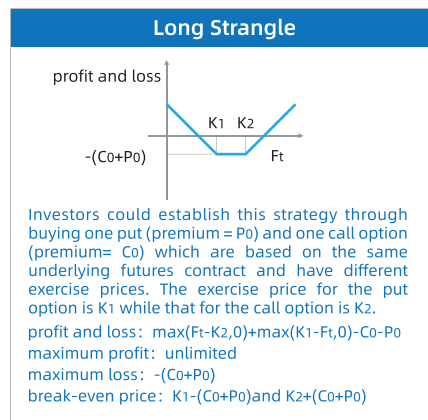 Long Strangle
profit and loss
K1 K2
-(C0+P0)
Ft
Investors could establish this strategy through
buying one put (premium = P0) and one call option
(premium= C0) which are based on the same
underlying futures contract and have different
exercise prices. The exercise price for the put
option is K1 while that for the call option is K2.
profit and loss：max(Ft-K2,0)+max(K1-Ft,0)-C0-P0
maximum profit：unlimited
maximum loss：-(C0+P0)
break-even price：K1-(C0+P0)and K2+(C0+P0)